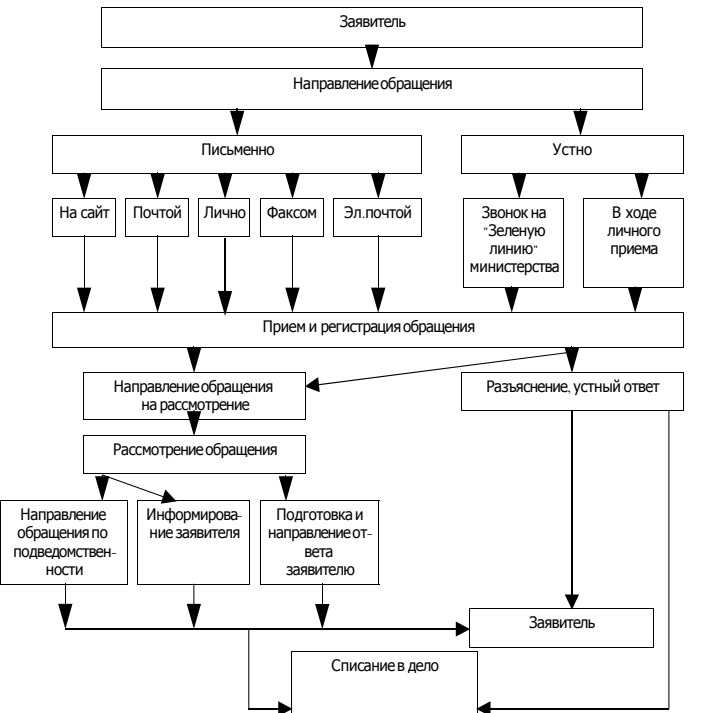 Заявитель
Направление обращения
Письменно
Устно
На сайт
Почтой
Лично
Факсом
Эл.почтой
Звонок на
"Зеленую
линию"
министерства
В ходе
личного
приема
Прием и регистрация обращения
Направление обращения
на рассмотрение
Разъяснение, устный ответ
Рассмотрение обращения
Направление
обращения по
подведомствен-
ности
Информирова-
ние заявителя
Подготовка и
направление от-
вета
заявителю
Заявитель
Списание в дело